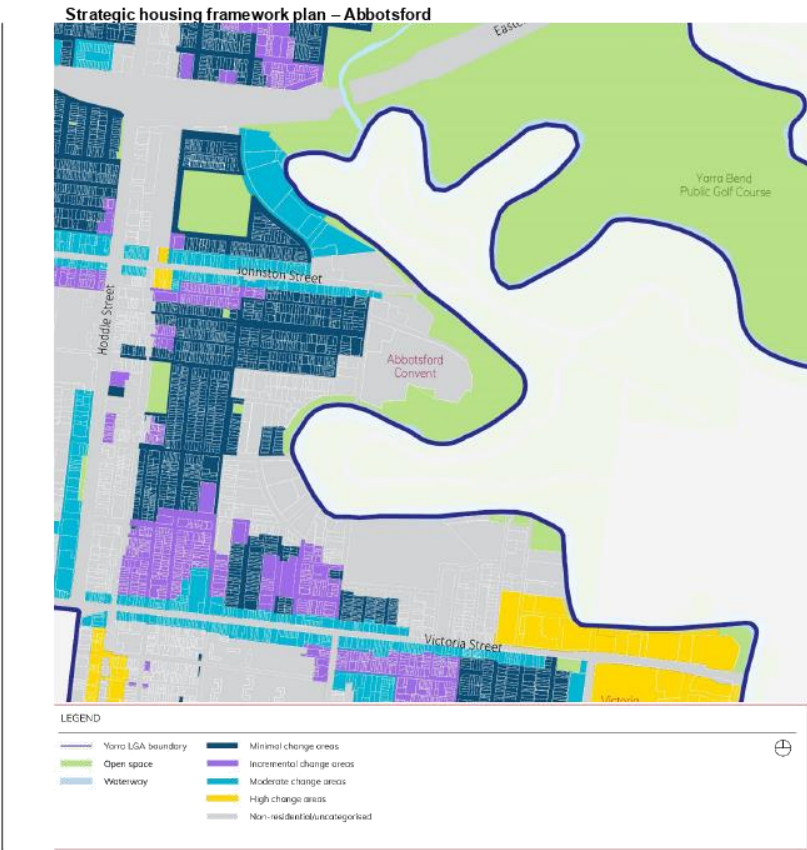 Strategic housing framework plan – Abbotsford
Yarra Bend
Public Golf Course
Johnston Street
Hoddle Street
Abbotsford
Convent
Victoria Street
Victoria
LEGEND
Yarra LGA boundary
Open space
Waterway
Minimal change areas
Incremental change areas
Moderate change areas
High change areas
Non-residential/uncategorised